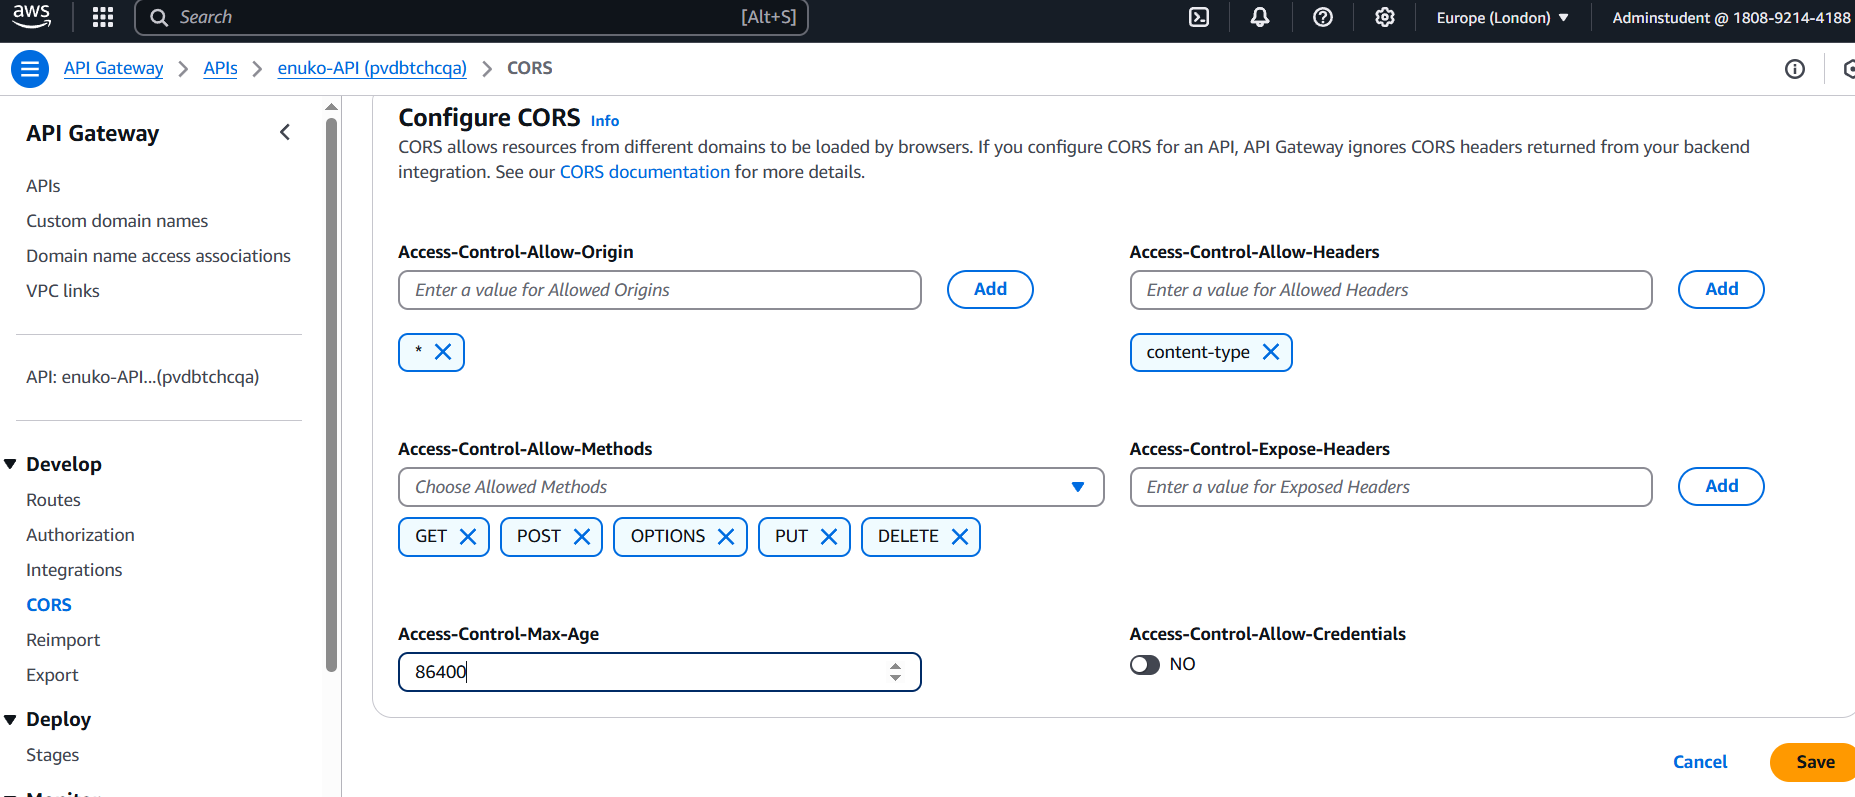 aws
Search [Alt+S] Europe (London) Adminstudent @ 1808-9214-4188
API Gateway APIs enuko-API (pvdbtchcqa) CORS
API Gateway
APIs
Custom domain names
Domain name access associations
VPC links
API: enuko-API...(pvdbtchcqa)
Develop
Routes
Authorization
Integrations
CORS
Reimport
Export
Deploy
Stages
Monitor
Configure CORS Info
CORS allows resources from different domains to be loaded by browsers. If you configure CORS for an API, API Gateway ignores CORS headers returned from your backend
integration. See our CORS documentation for more details.
Access-Control-Allow-Origin
Enter a value for Allowed Origins Add
*
Access-Control-Allow-Headers
Enter a value for Allowed Headers Add
content-type
Access-Control-Allow-Methods
Choose Allowed Methods
GET POST OPTIONS PUT DELETE
Access-Control-Expose-Headers
Enter a value for Exposed Headers Add
Access-Control-Max-Age
86400
Access-Control-Allow-Credentials
NO
Cancel Save